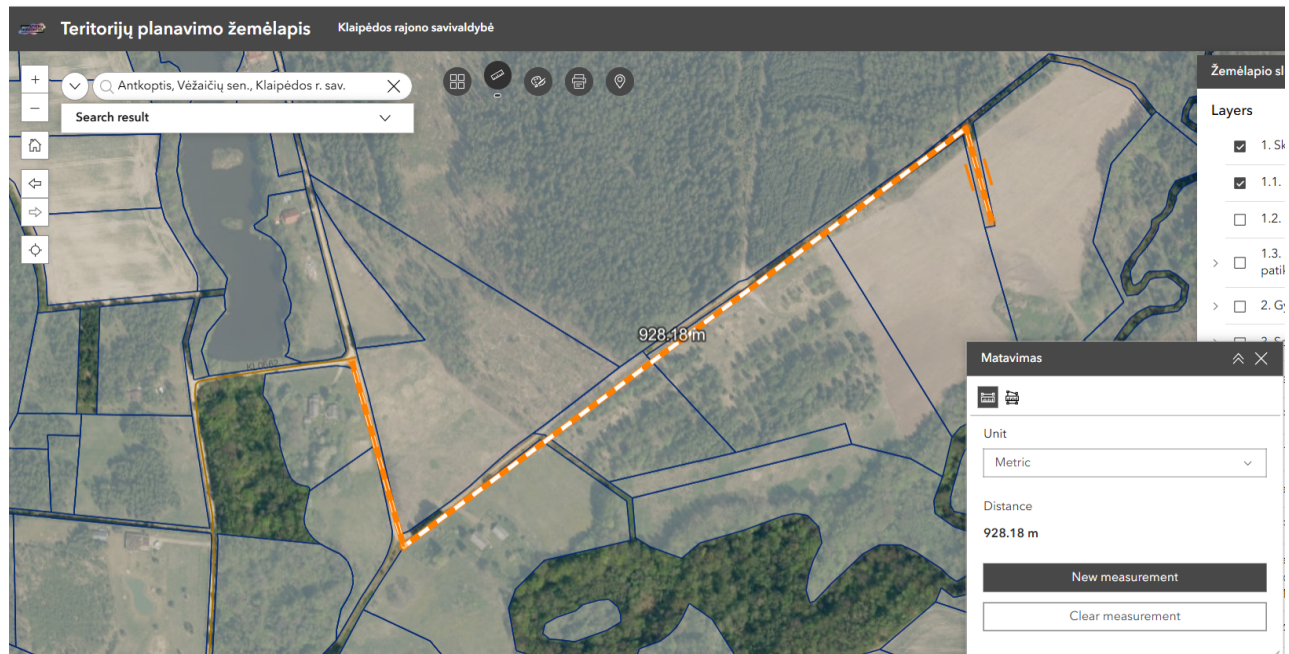 Teritorijų planavimo žemėlapis Klaipėdos rajono savivaldybė
Antkoptis, Vėžaičių sen., Klaipėdos r. sav.
Search result
Žemėlapio sl
Layers
1. Sk
1.1.
1.2.
1.3.
patik
2. Gy
928.18 m
Matavimas
Unit
Metric
Distance
928.18 m
New measurement
Clear measurement